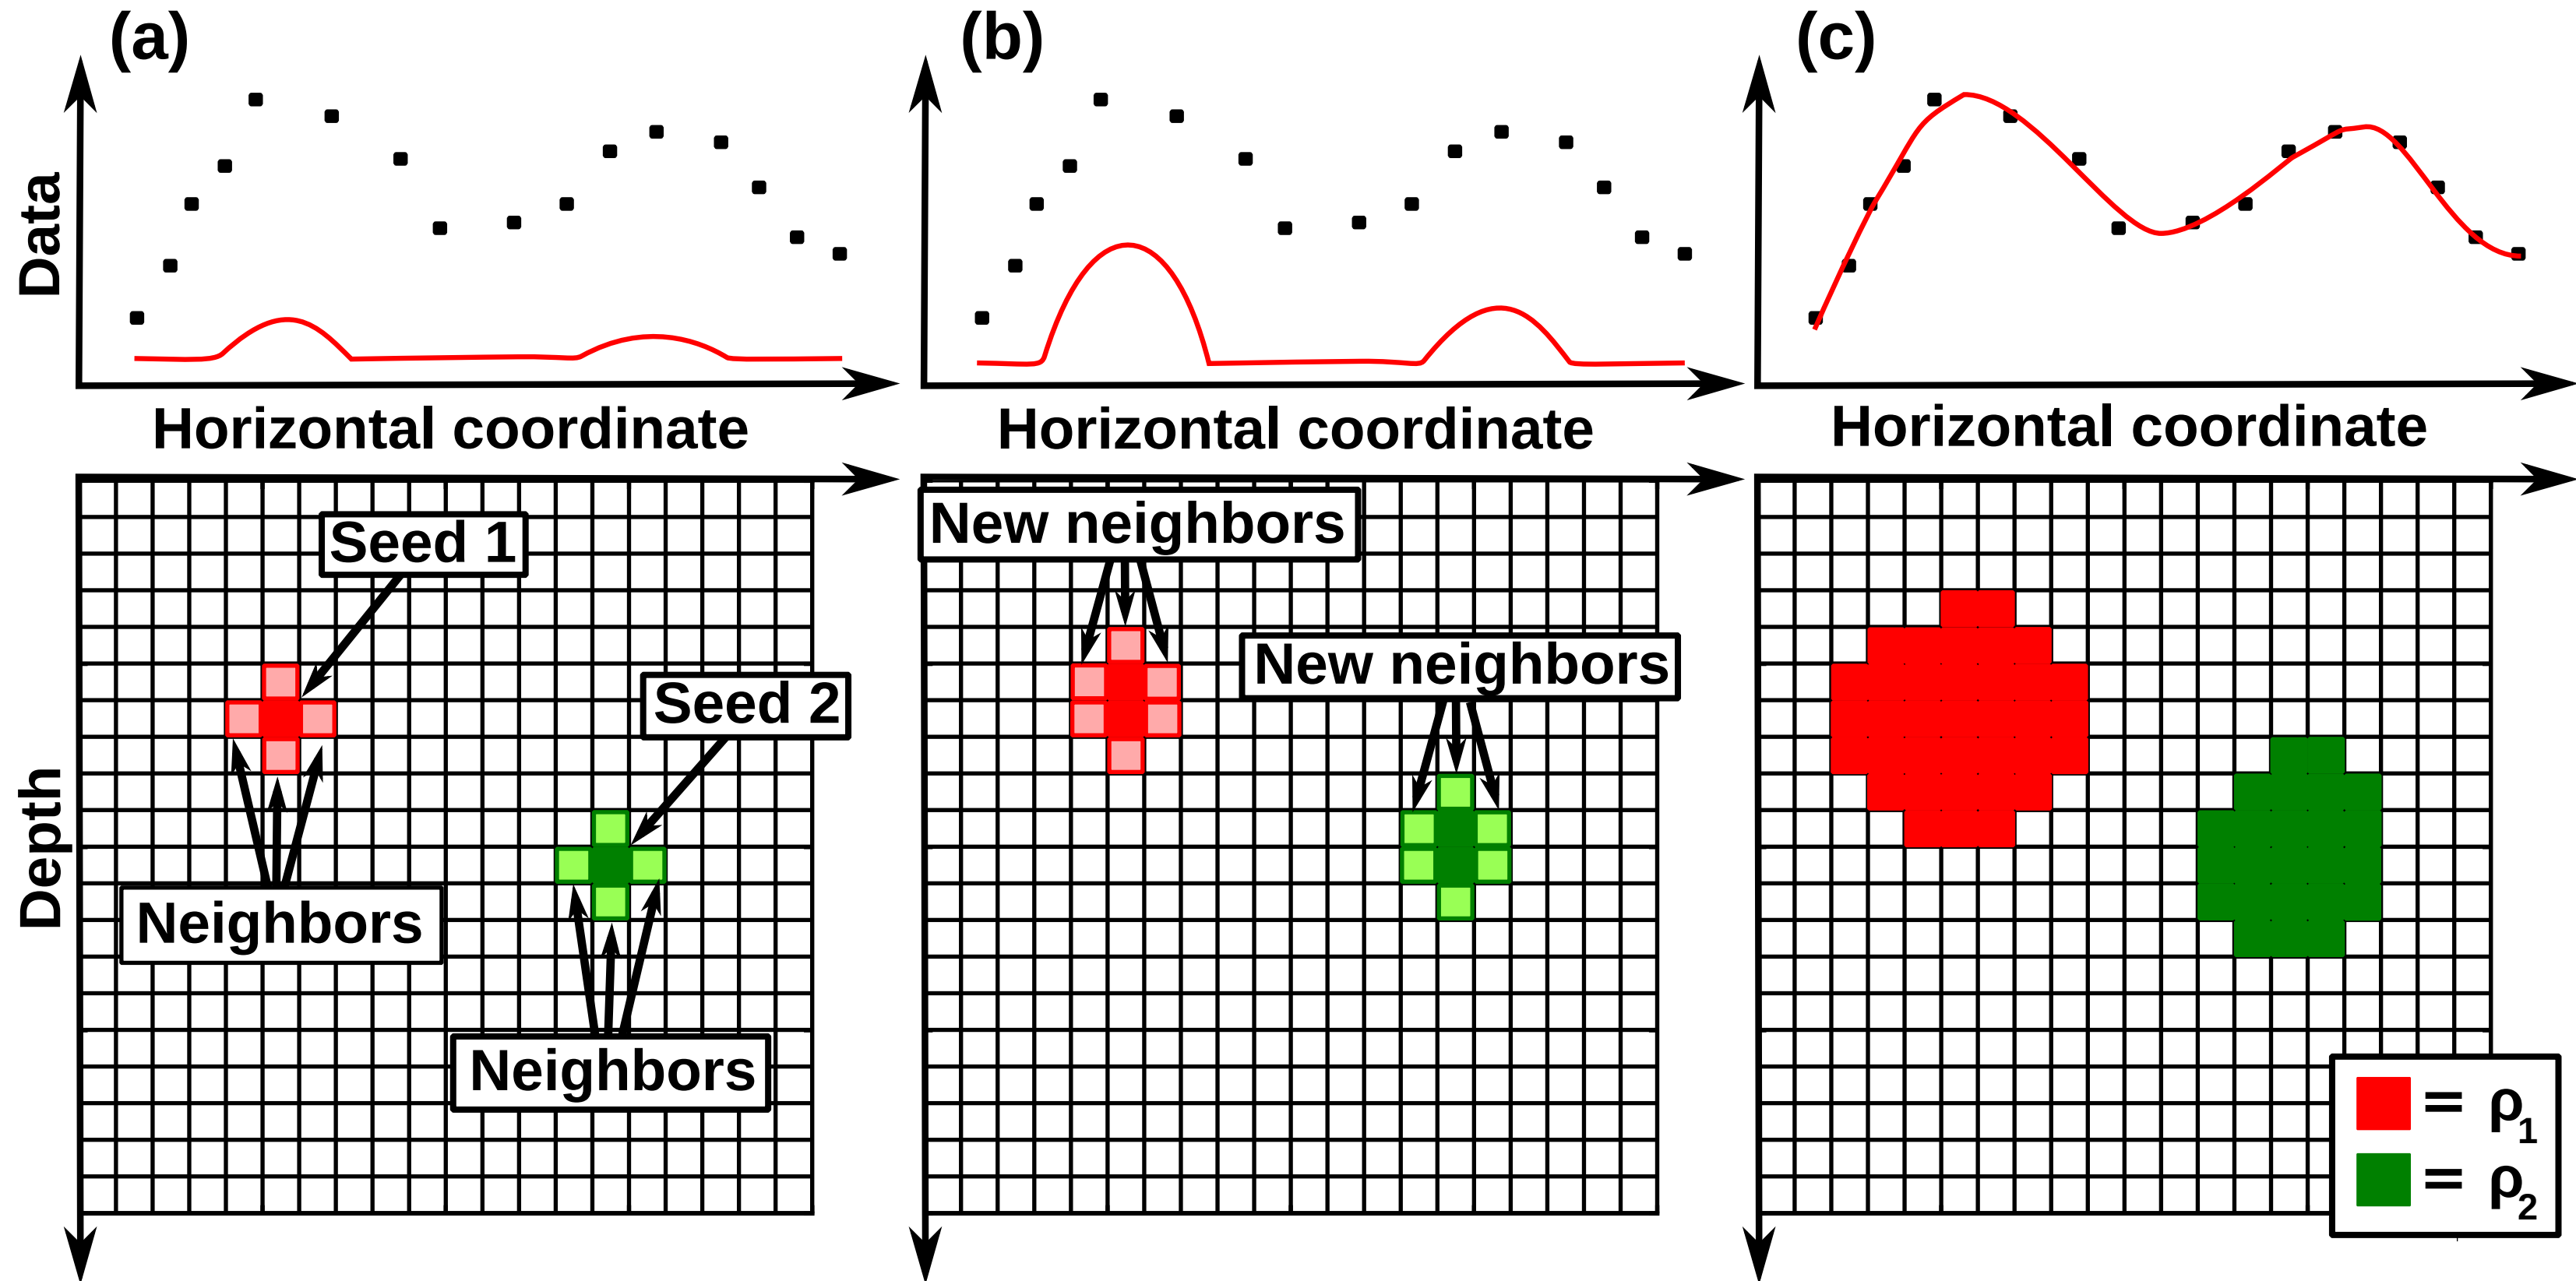 (a)
(b)
(c)
Data
Horizontal coordinate
Horizontal coordinate
Horizontal coordinate
Depth
Seed 1
Seed 2
Neighbors
Neighbors
New neighbors
New neighbors
= ρ1
= ρ2